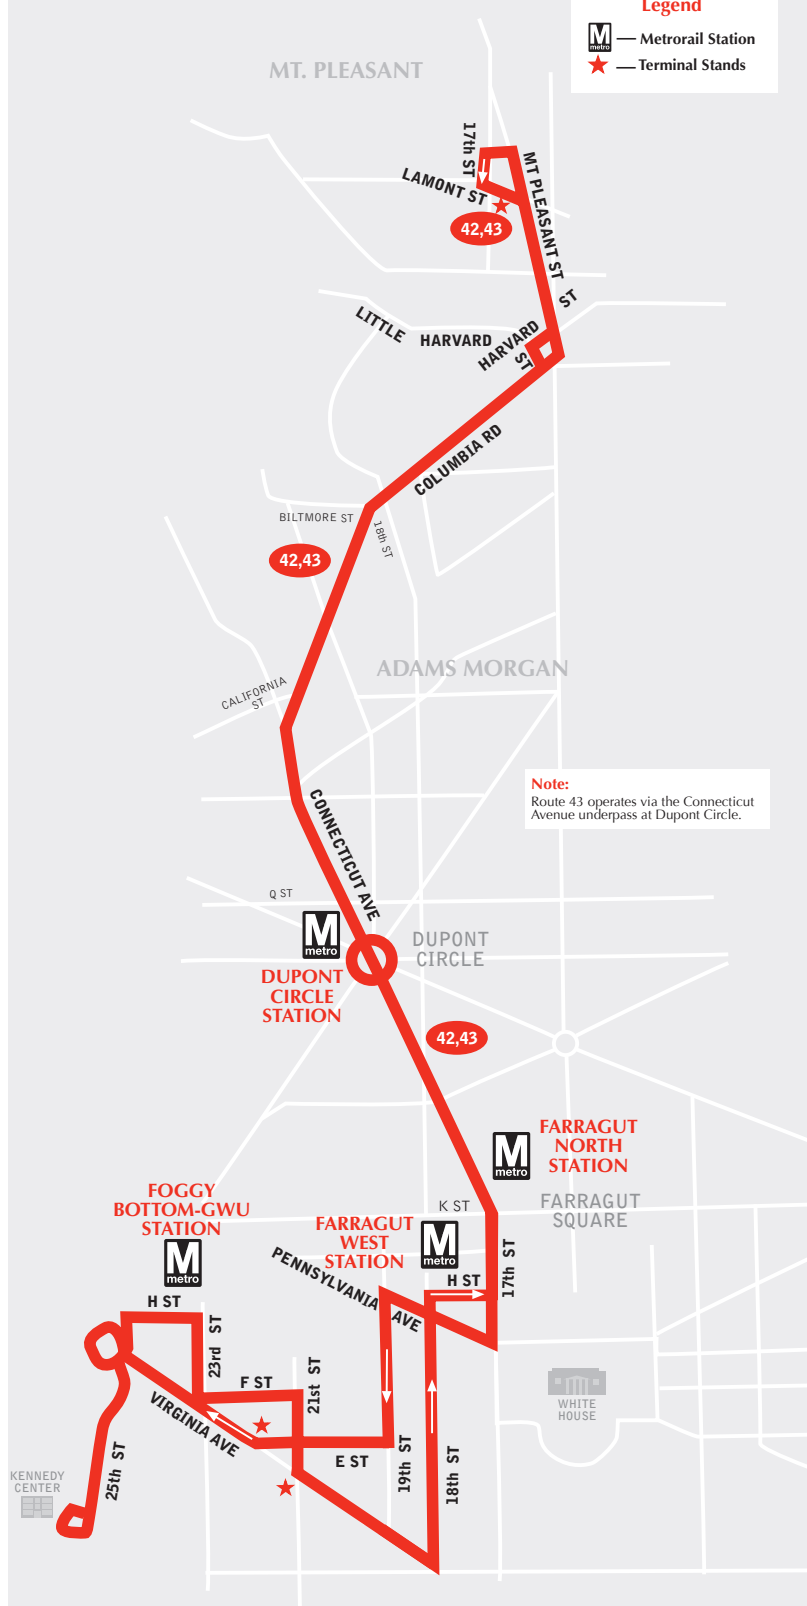 Legend
M
metro
Metrorail Station
Terminal Stands
MT. PLEASANT
17th ST
LAMONT ST
MT PLEASANT ST
42,43
ST
LITTLE
HARVARD
HARVARD
ST
COLUMBIA RD
BILTMORE ST
18th ST
42,43
ADAMS MORGAN
CALIFORNIA
ST
Note:
Route 43 operates via the Connecticut
Avenue underpass at Dupont Circle.
CONNECTICUT AVE
Q ST
M
metro
DUPONT
CIRCLE
DUPONT
CIRCLE
STATION
42,43
M
metro
FARRAGUT
NORTH
STATION
FOGGY
BOTTOM-GWU
STATION
M
metro
K ST
FARRAGUT
SQUARE
FARRAGUT
WEST
STATION
M
metro
PENNSYLVANIA AVE
H ST
17th ST
H ST
23rd ST
F ST
21st ST
VIRGINIA AVE
WHITE
HOUSE
E ST
19th ST
18th ST
25th ST
KENNEDY
CENTER